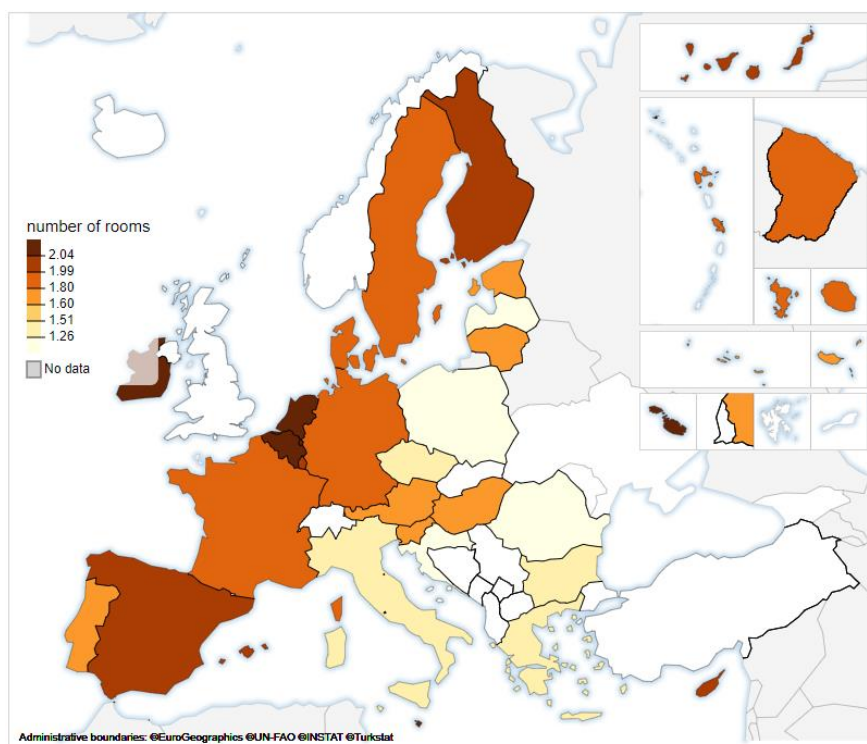 number of rooms
2.04
1.99
1.80
1.60
1.51
1.26
No data
Administrative boundaries: ©EuroGeographics ©UN-FAO ©INSTAT ©Turkstat